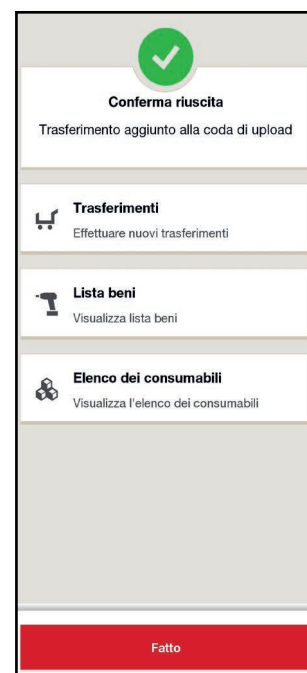 Conferma riuscita
Trasferimento aggiunto alla coda di upload
Trasferimenti
Effettuare nuovi trasferimenti
Lista beni
Visualizza lista beni
Elenco dei consumabili
Visualizza l'elenco dei consumabili
Fatto